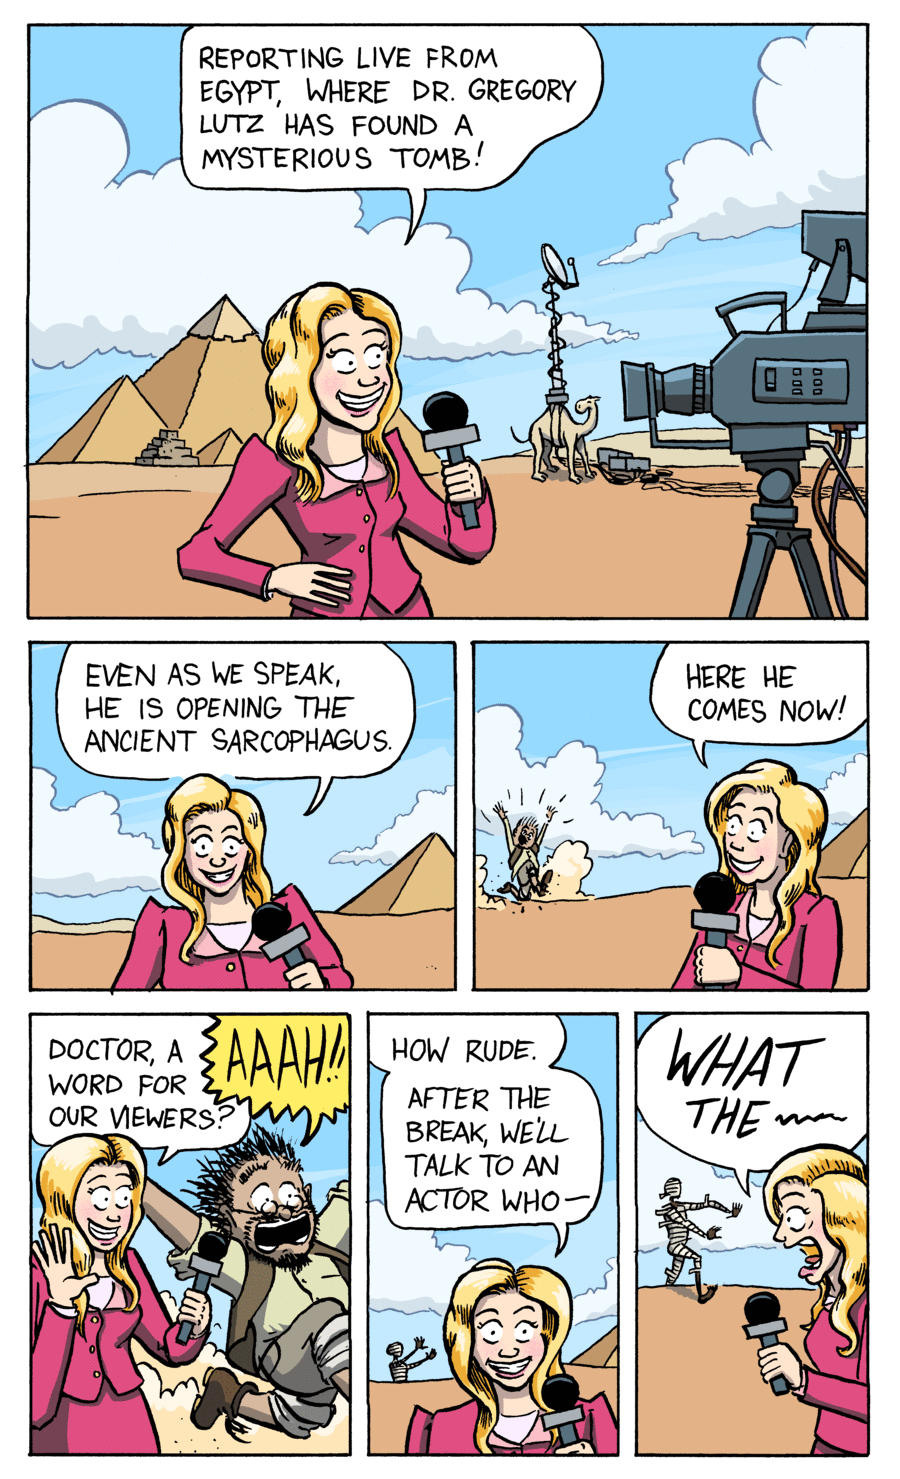 REPORTING LIVE FROM
EGYPT, WHERE DR. GREGORY
LUTZ HAS FOUND A
MYSTERIOUS TOMB!
EVEN AS WE SPEAK,
HE IS OPENING THE
ANCIENT SARCOPHAGUS.
HERE HE
COMES NOW!
DOCTOR, A
WORD FOR
OUR VIEWERS?
AAAH!!
HOW RUDE.
AFTER THE
BREAK, WE'LL
TALK TO AN
ACTOR WHO—
WHAT
THE ~